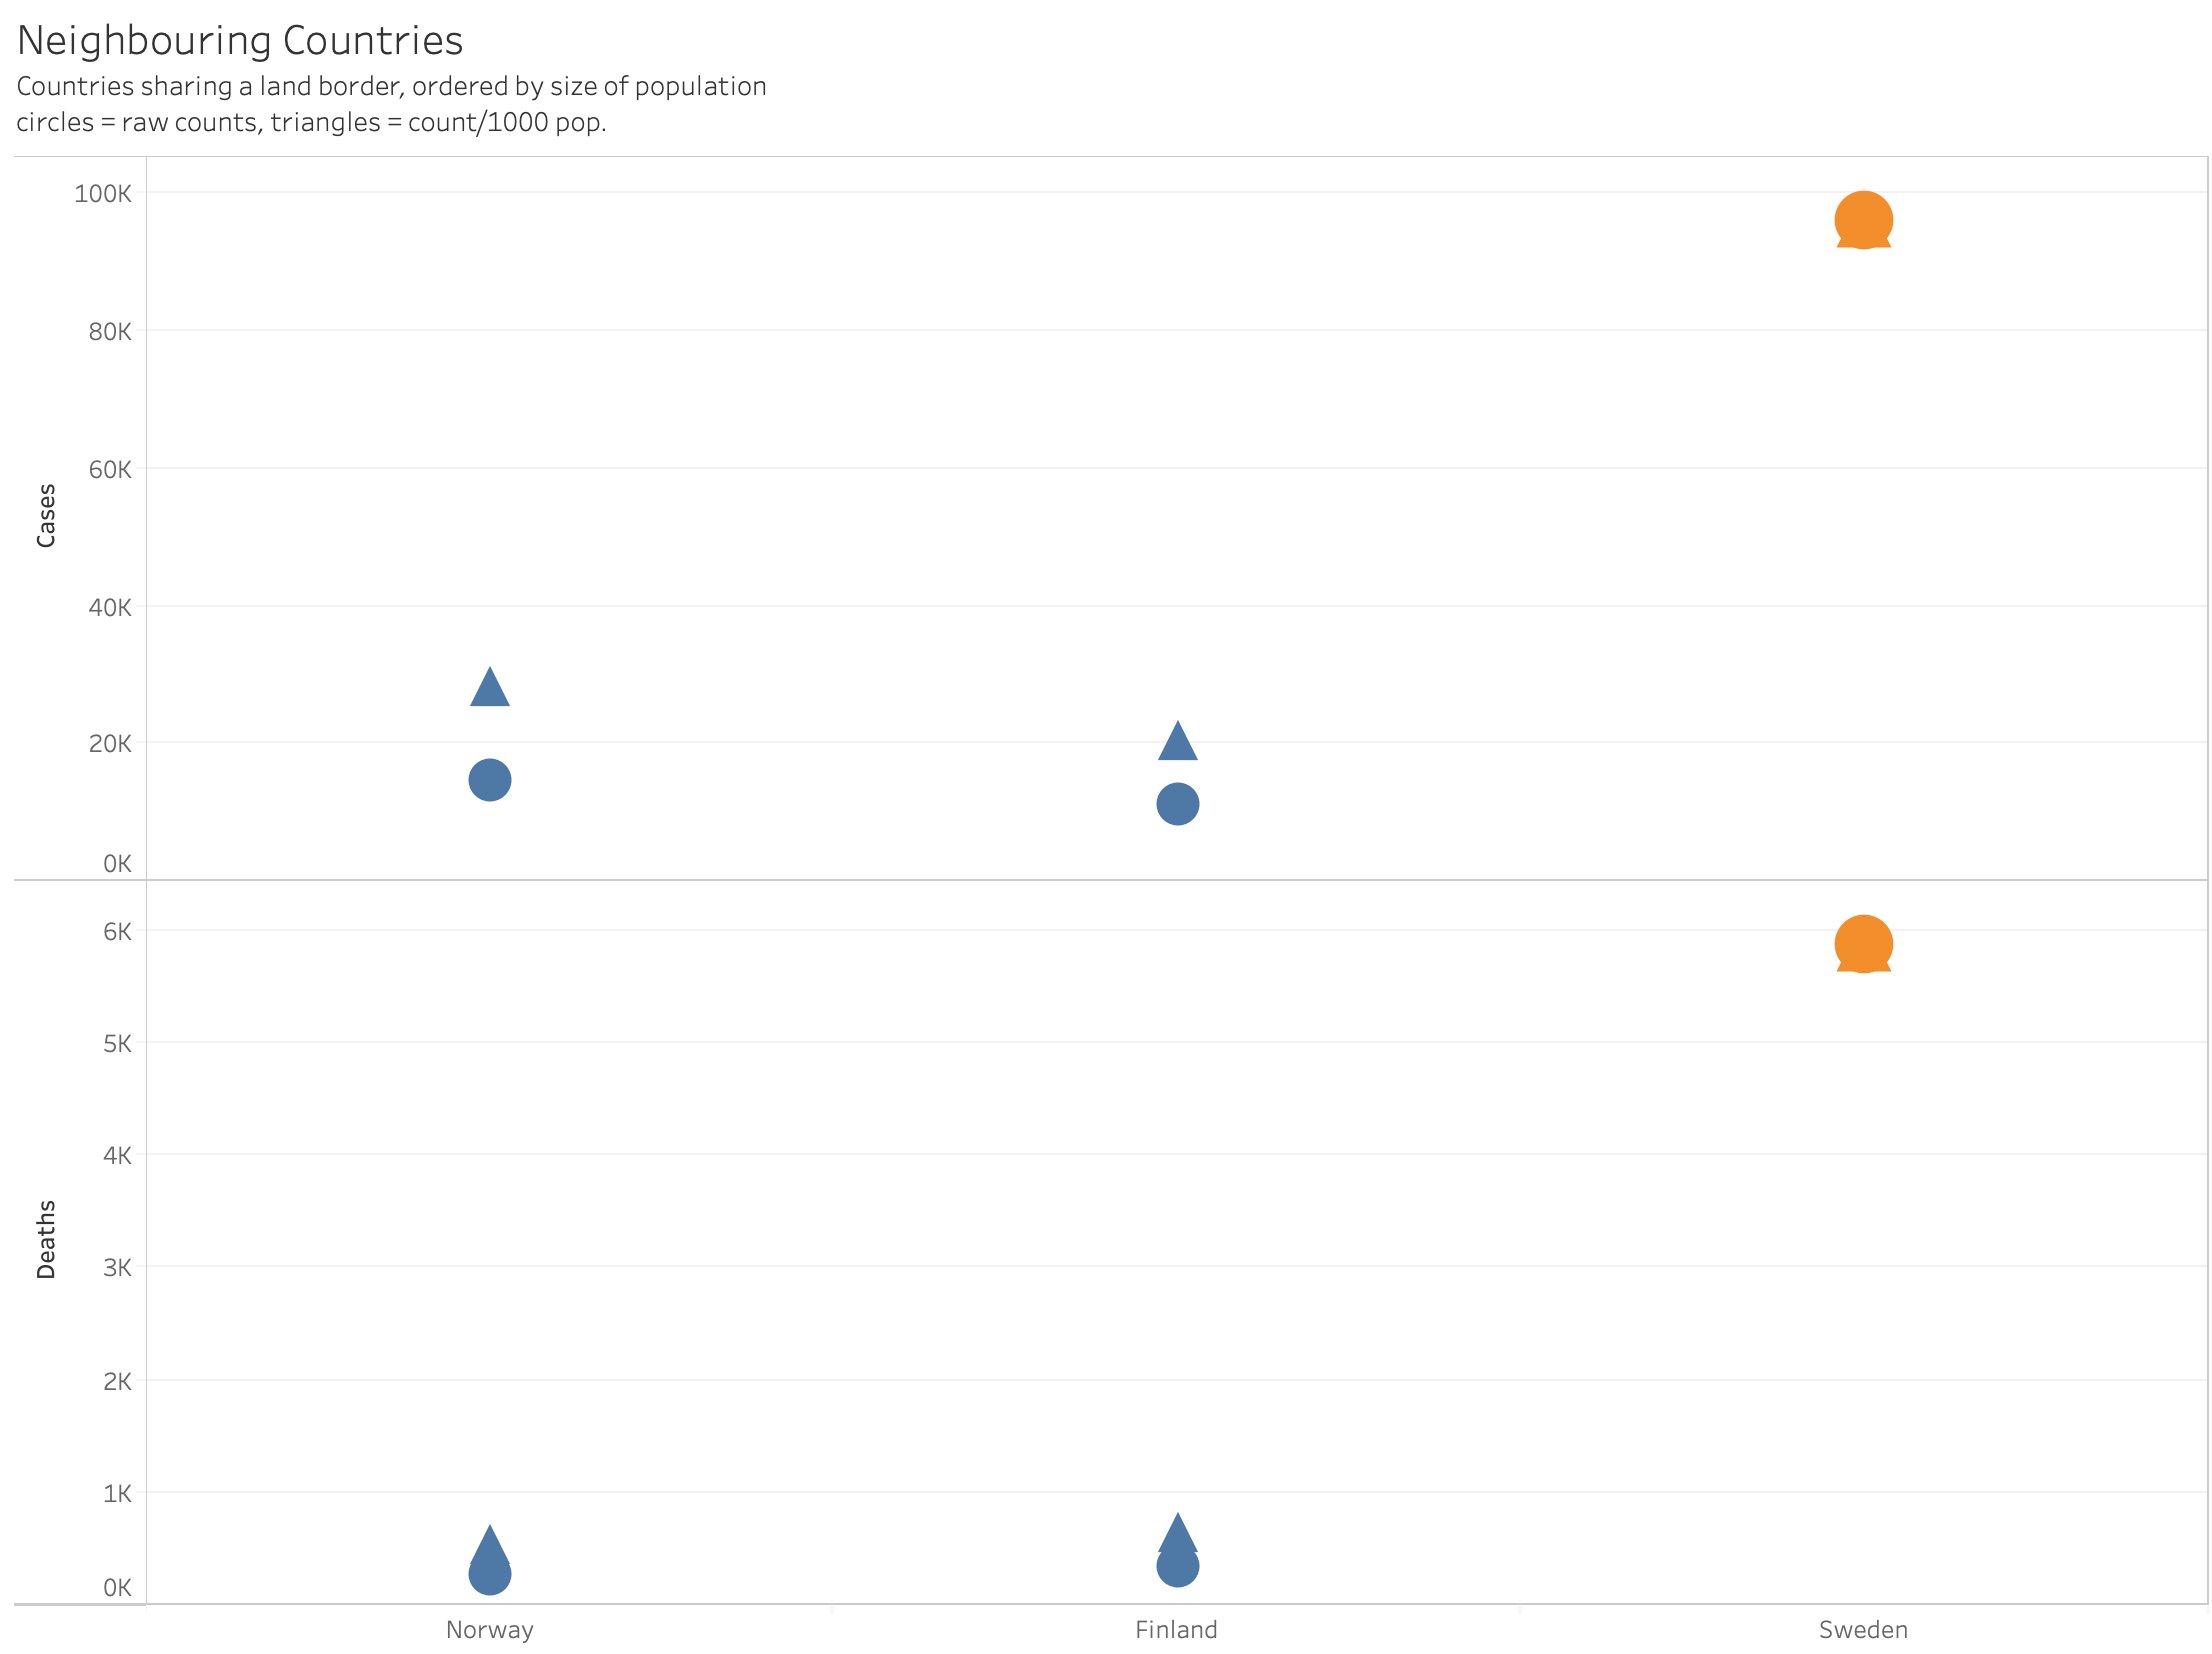 Neighbouring Countries
Countries sharing a land border, ordered by size of population
circles = raw counts, triangles = count/1000 pop.
100K
80K
60K
40K
20K
0K
Cases
6K
5K
4K
3K
2K
1K
0K
Deaths
Norway
Finland
Sweden